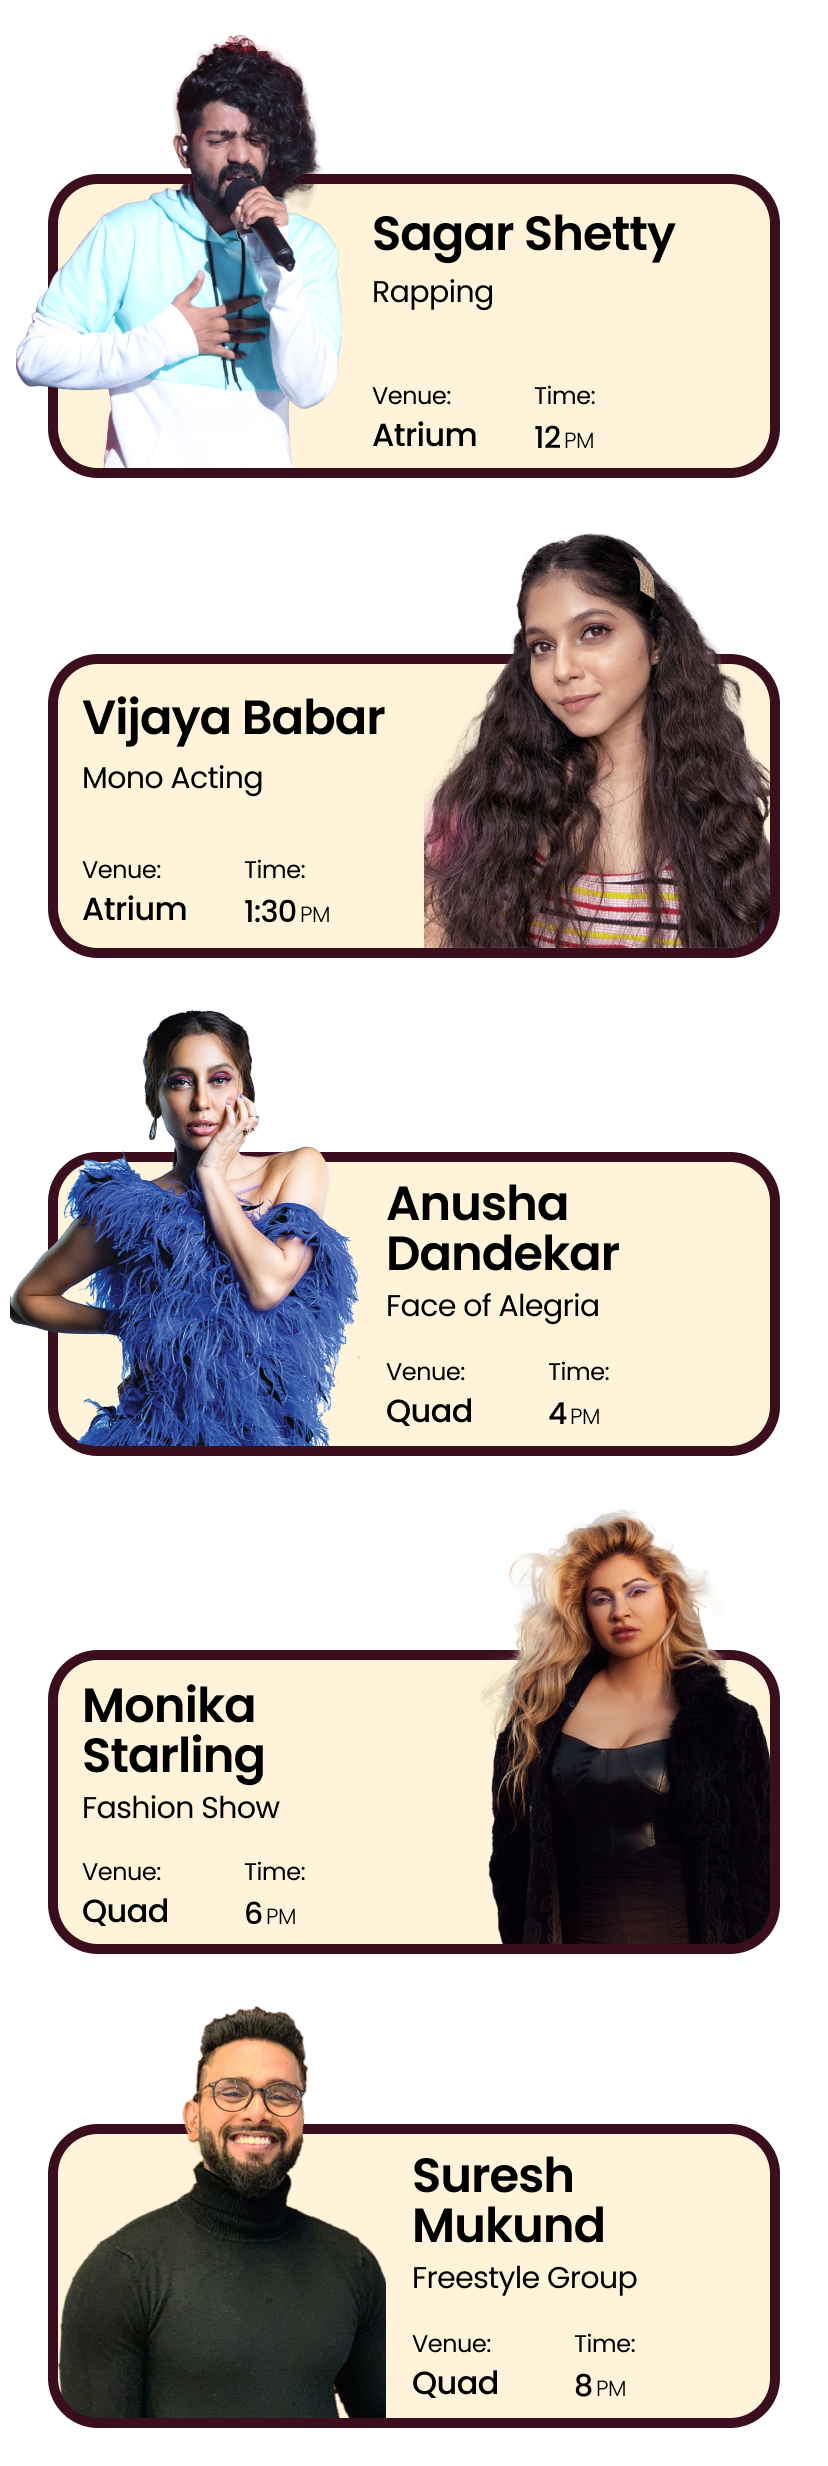 Sagar Shetty
Rapping
Venue: Time:
Atrium 12 PM
Vijaya Babar
Mono Acting
Venue: Time:
Atrium 1:30 PM
Anusha
Dandekar
Face of Alegria
Venue: Time:
Quad 4 PM
Monika
Starling
Fashion Show
Venue: Time:
Quad 6 PM
Suresh
Mukund
Freestyle Group
Venue: Time:
Quad 8 PM